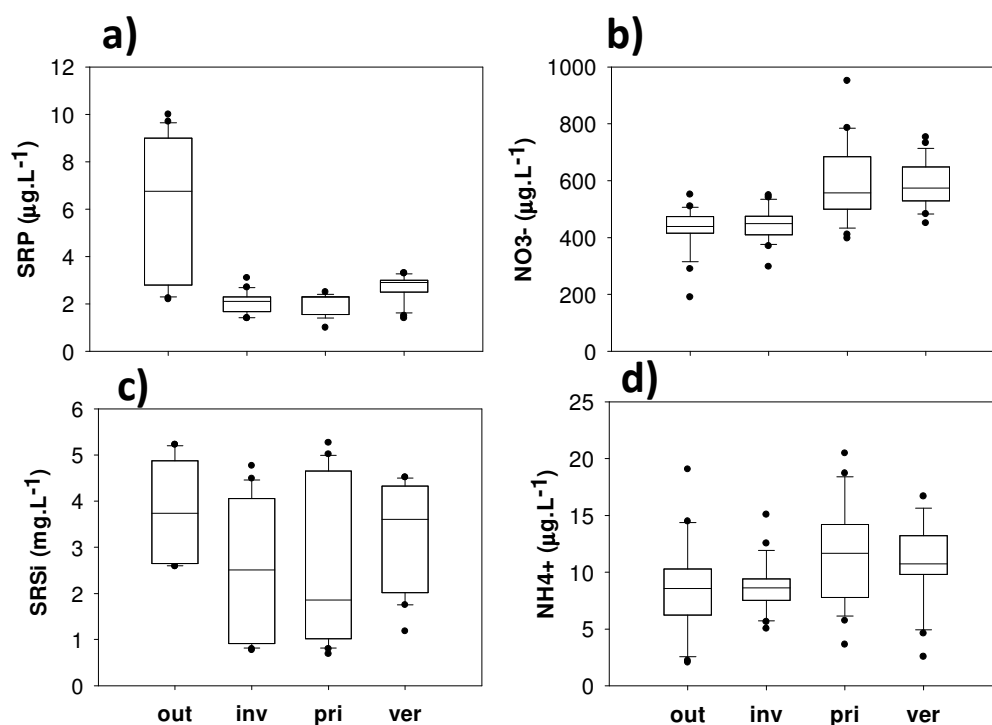 a)
12
10
8
6
4
2
0
SRP (µg.L⁻¹)
b)
1000
800
600
400
200
0
NO3- (µg.L⁻¹)
c)
6
5
4
3
2
1
0
SRSi (mg.L⁻¹)
out inv pri ver
d)
25
20
15
10
5
0
NH4+ (µg.L⁻¹)
out inv pri ver